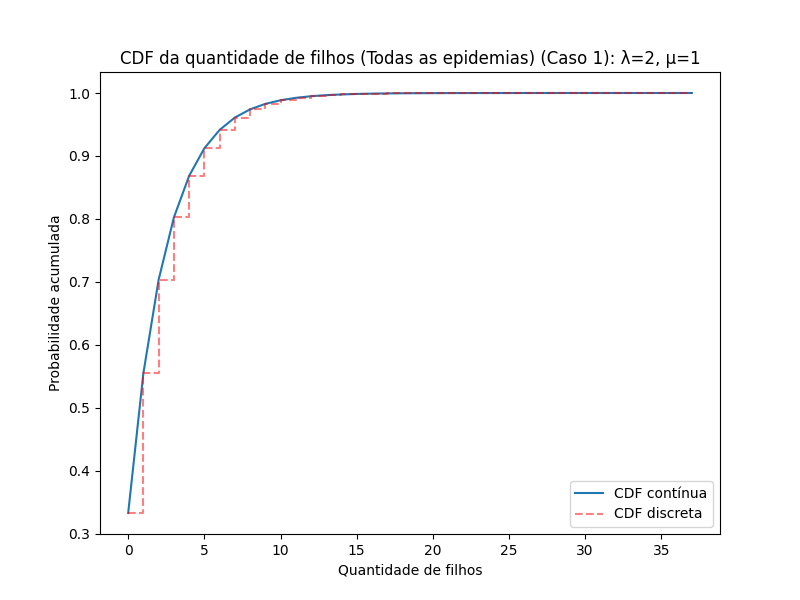 CDF da quantidade de filhos (Todas as epidemias) (Caso 1): λ=2, μ=1
Probabilidade acumulada
1.0
0.9
0.8
0.7
0.6
0.5
0.4
0.3
0 5 10 15 20 25 30 35
Quantidade de filhos
CDF contínua
CDF discreta